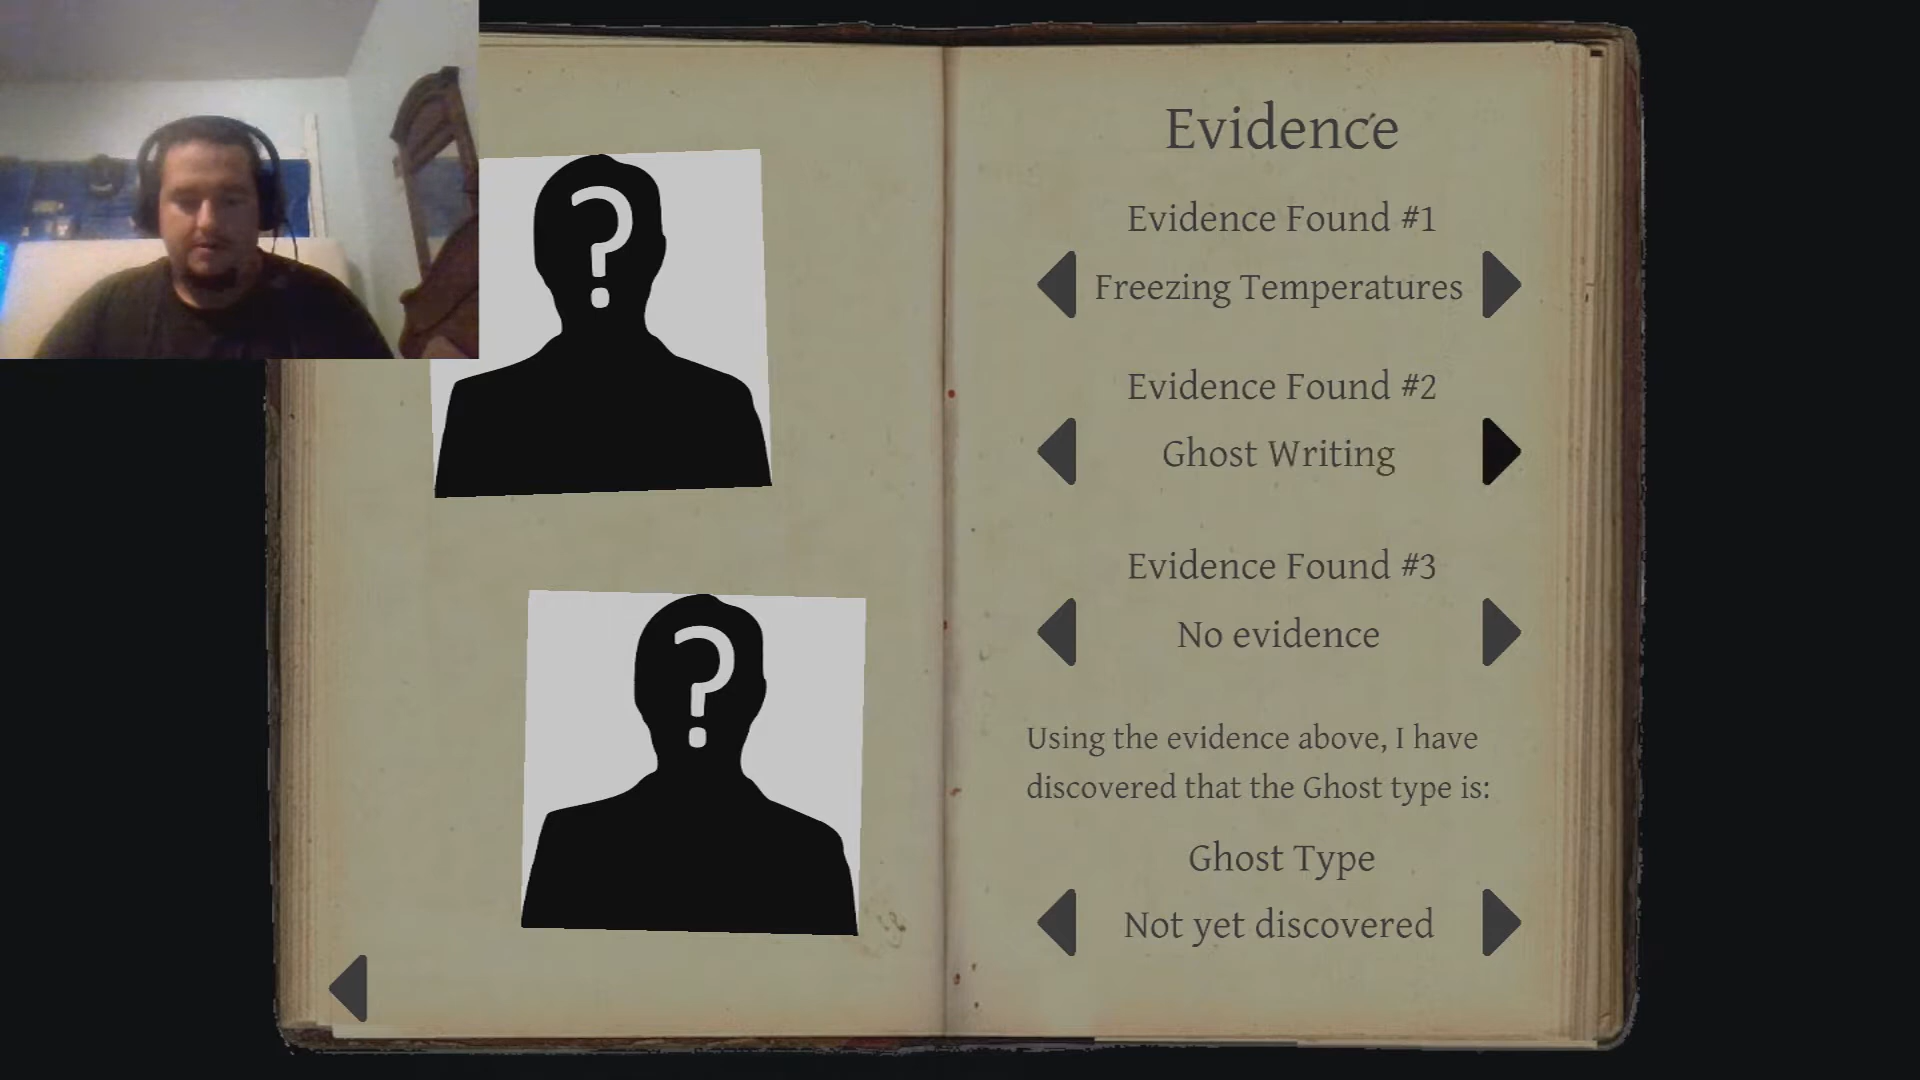 Evidence
Evidence Found #1
Freezing Temperatures
Evidence Found #2
Ghost Writing
Evidence Found #3
No evidence
Using the evidence above, I have
discovered that the Ghost type is:
Ghost Type
Not yet discovered
?
?